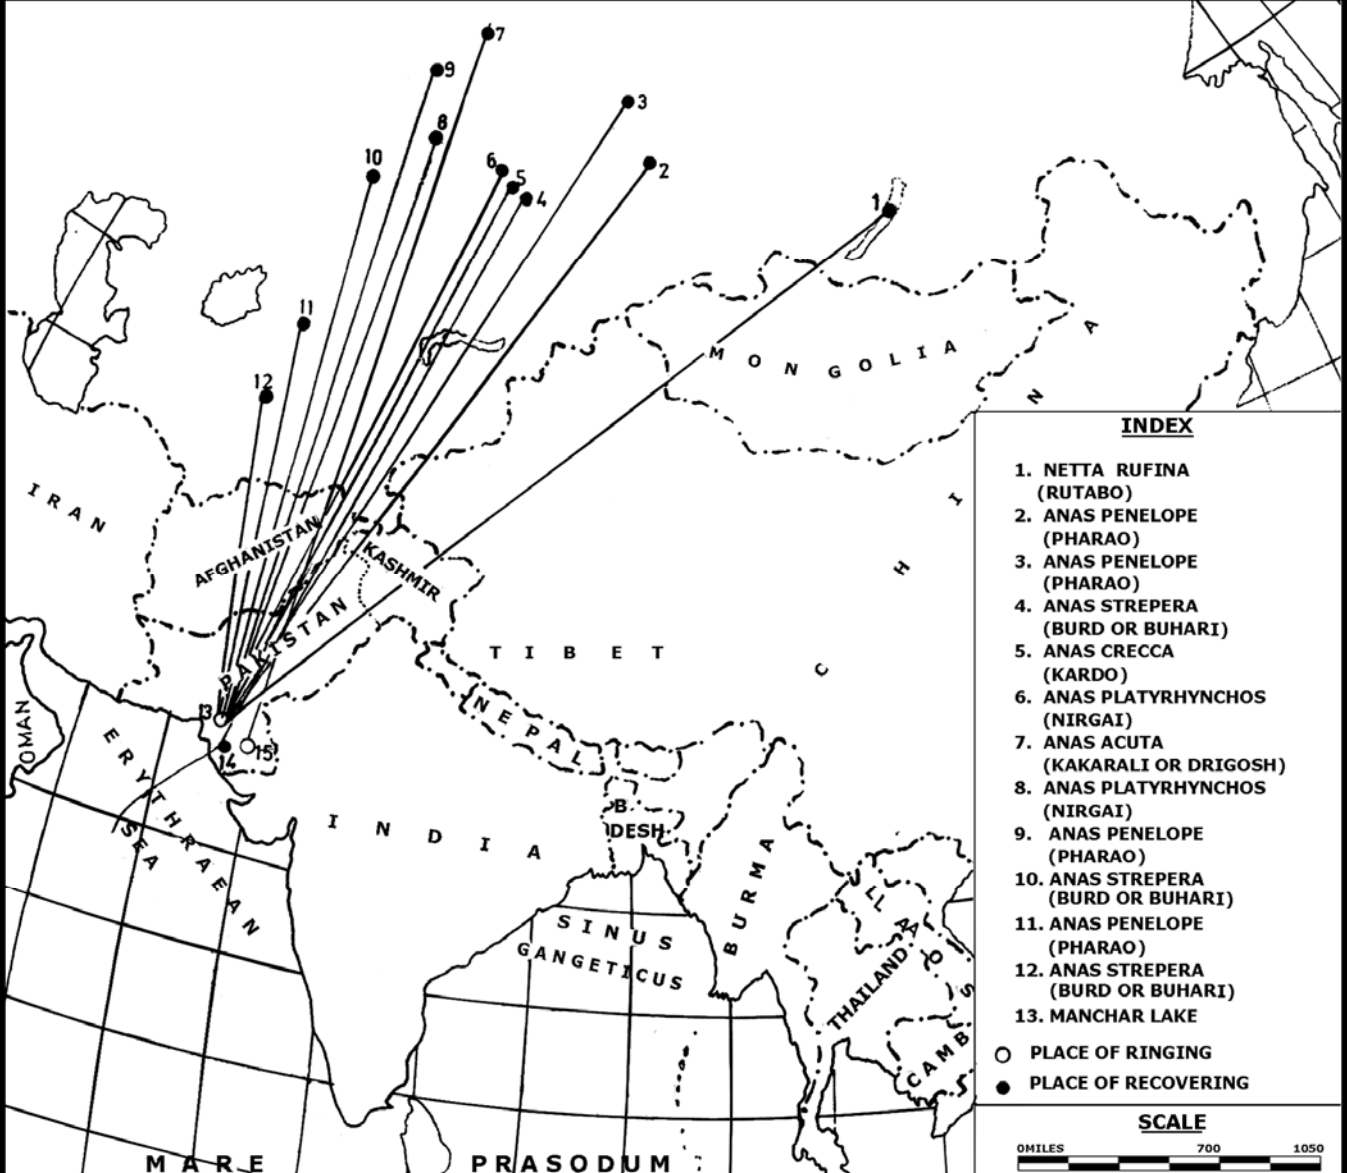 7
9
3
8
10
6
5
4
2
1
11
12
MONGOLIA
CHINA
IRAN
AFGHANISTAN
KASHMIR
PAKISTAN
TIBET
NEPAL
13
14
15
OMAN
ERYTHRAEAN
SEA
INDIA
B.
DESH
BURMA
LLAAOS
THAILAND
CAMB
SINUS
GANGETICUS
MARE PRASODUM
INDEX
1. NETTA RUFINA
(RUTABO)
2. ANAS PENELOPE
(PHARAO)
3. ANAS PENELOPE
(PHARAO)
4. ANAS STREPERA
(BURD OR BUHARI)
5. ANAS CRECCA
(KARDO)
6. ANAS PLATYRHYNCHOS
(NIRGAI)
7. ANAS ACUTA
(KAKARALI OR DRIGOSH)
8. ANAS PLATYRHYNCHOS
(NIRGAI)
9. ANAS PENELOPE
(PHARAO)
10. ANAS STREPERA
(BURD OR BUHARI)
11. ANAS PENELOPE
(PHARAO)
12. ANAS STREPERA
(BURD OR BUHARI)
13. MANCHAR LAKE
PLACE OF RINGING
PLACE OF RECOVERING
SCALE
0MILES 700 1050